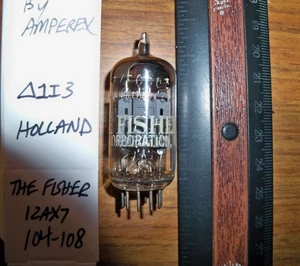 BY
AMPEREX
Δ1I3
HOLLAND
THE FISHER
12AX7
104-108
FISHE
ORPORATION